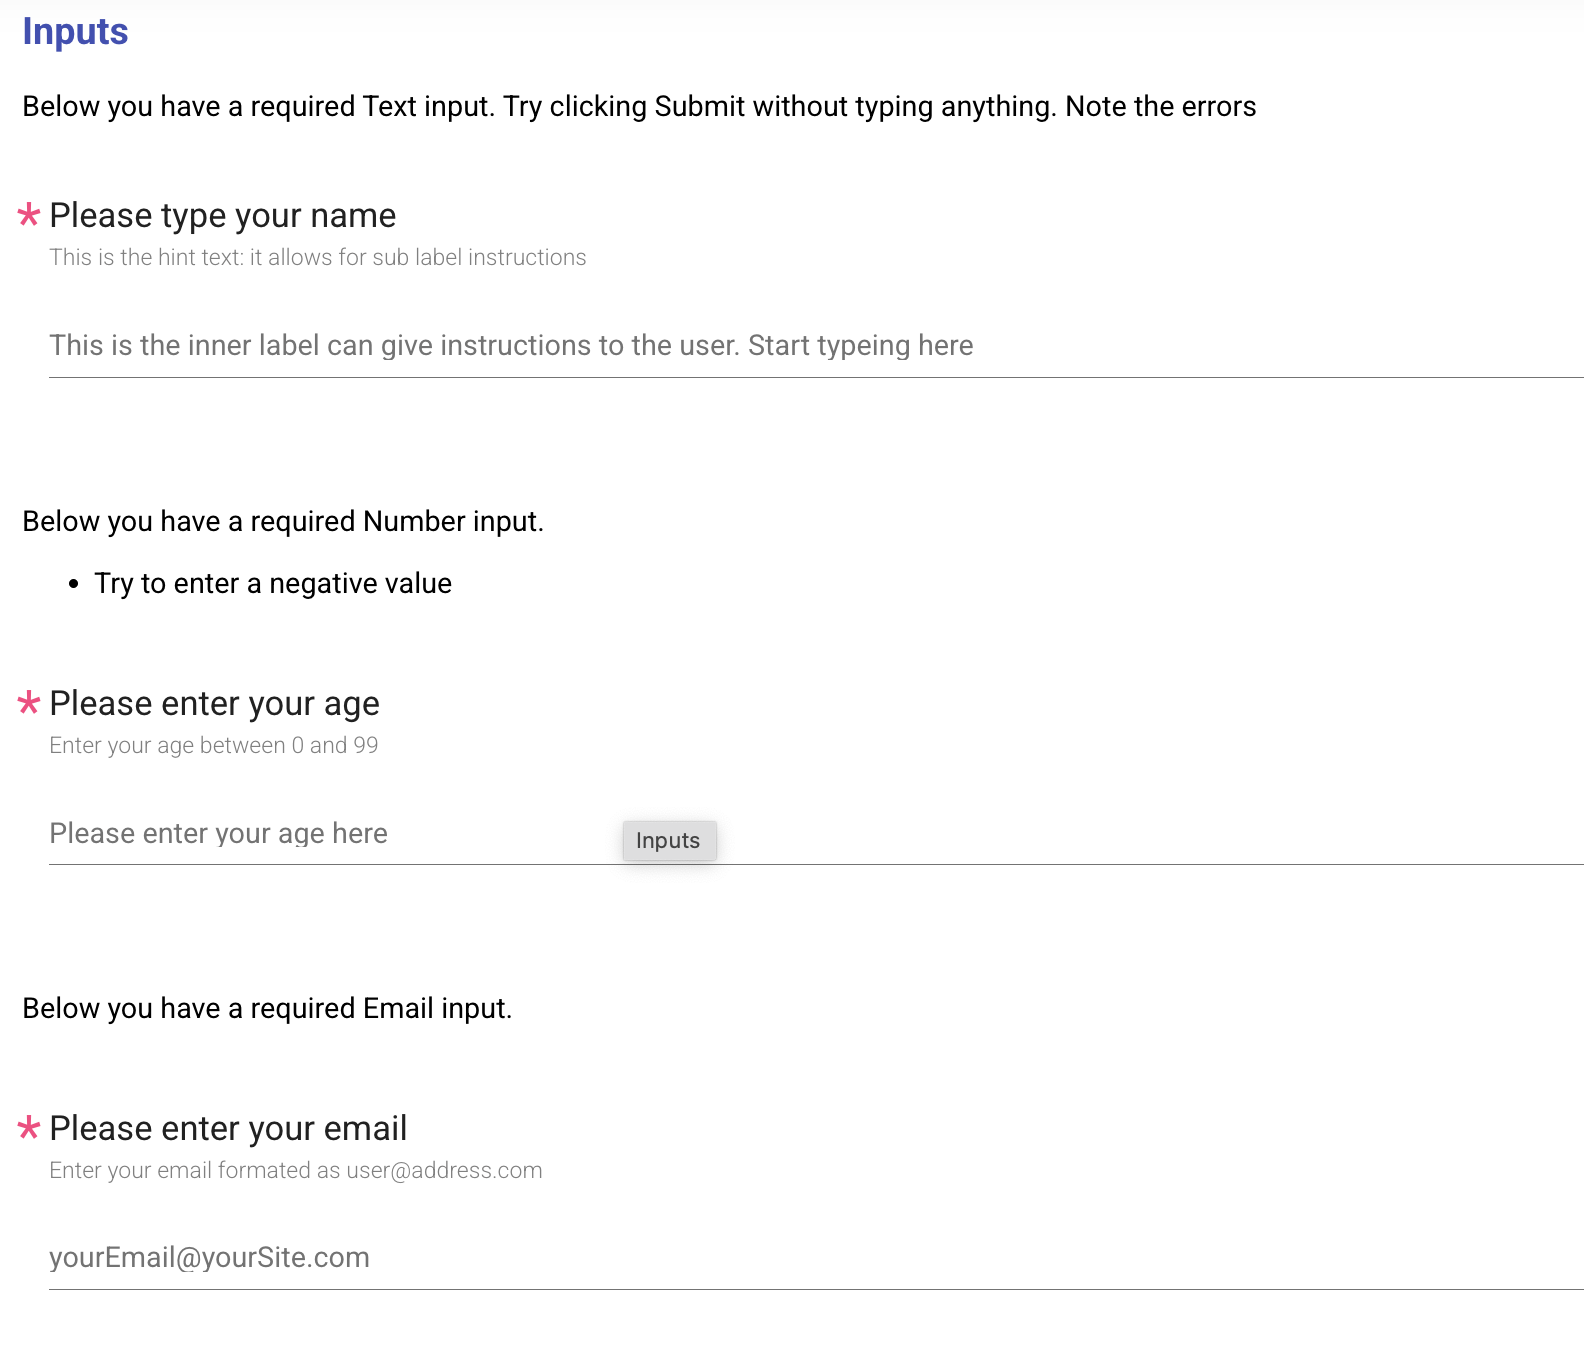 Inputs
Below you have a required Text input. Try clicking Submit without typing anything. Note the errors
* Please type your name
This is the hint text: it allows for sub label instructions
This is the inner label can give instructions to the user. Start typeing here
Below you have a required Number input.
• Try to enter a negative value
* Please enter your age
Enter your age between 0 and 99
Please enter your age here
Inputs
Below you have a required Email input.
* Please enter your email
Enter your email formated as user@address.com
yourEmail@yourSite.com